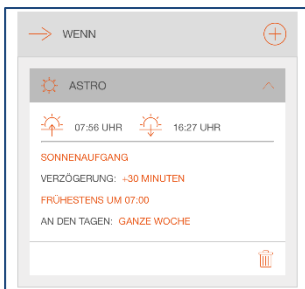 WENN
ASTRO
07:56 UHR 16:27 UHR
SONNENAUFGANG
VERZÖGERUNG: +30 MINUTEN
FRÜHESTENS UM 07:00
AN DEN TAGEN: GANZE WOCHE